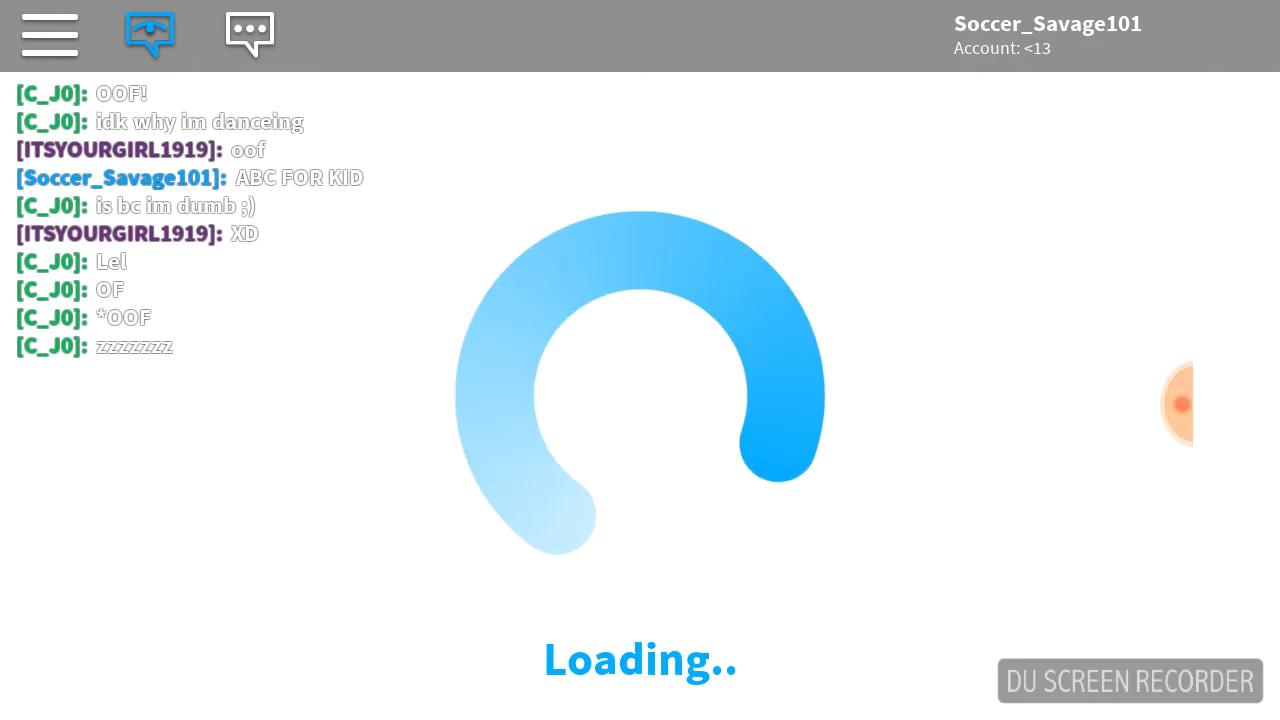 Soccer_Savage101
Account: <13
[C_J0]: OOF!
[C_J0]: idk why im danceing
[ITSYOURGIRL1919]: oof
[Soccer_Savage101]: ABC FOR KID
[C_J0]: is bc im dumb ;)
[ITSYOURGIRL1919]: XD
[C_J0]: Lel
[C_J0]: OF
[C_J0]: *OOF
[C_J0]: zzzzzzz
Loading..
DU SCREEN RECORDER